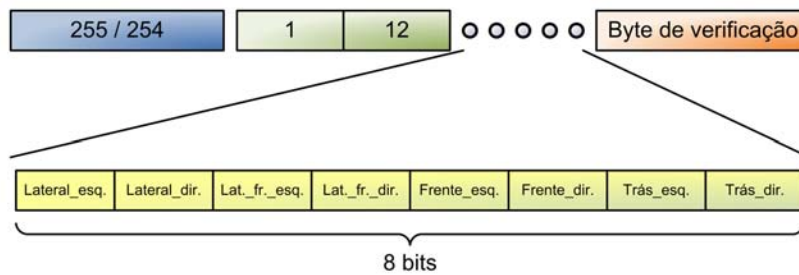 255 / 254 1 12 Byte de verificação
Lateral_esq. Lateral_dir. Lat._fr._esq. Lat._fr._dir. Frente_esq. Frente_dir. Trás_esq. Trás_dir.
8 bits